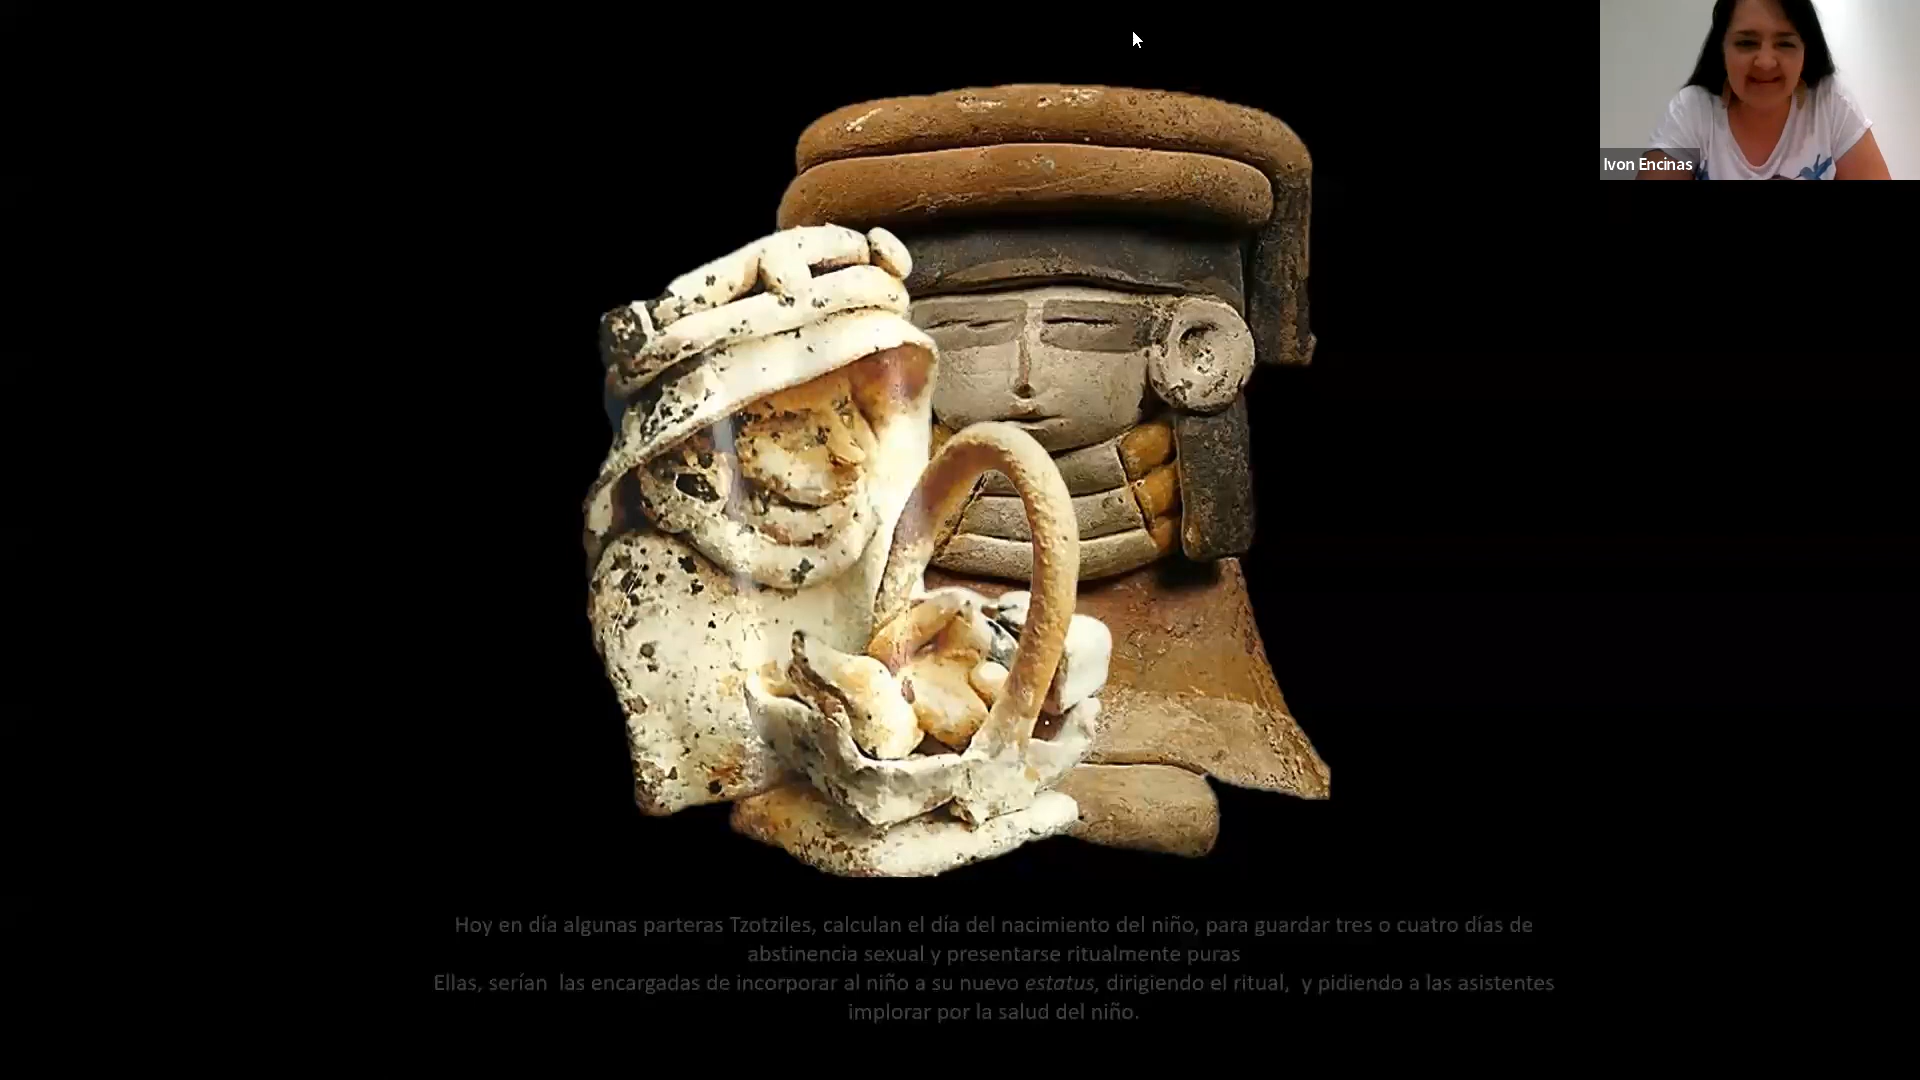 Ivon Encinas
Hoy en día algunas parteras Tzotziles, calculan el día del nacimiento del niño, para guardar tres o cuatro días de
abstinencia sexual y presentarse ritualmente puras
Ellas, serían  las encargadas de incorporar al niño a su nuevo estatus, dirigiendo el ritual,  y pidiendo a las asistentes
implorar por la salud del niño.